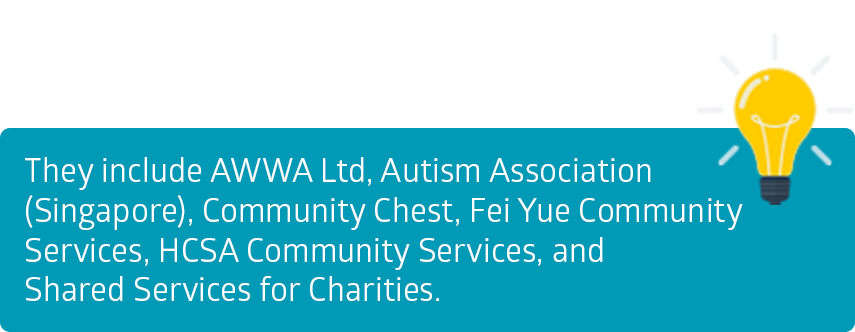 They include AWWA Ltd, Autism Association
(Singapore), Community Chest, Fei Yue Community
Services, HCSA Community Services, and
Shared Services for Charities.